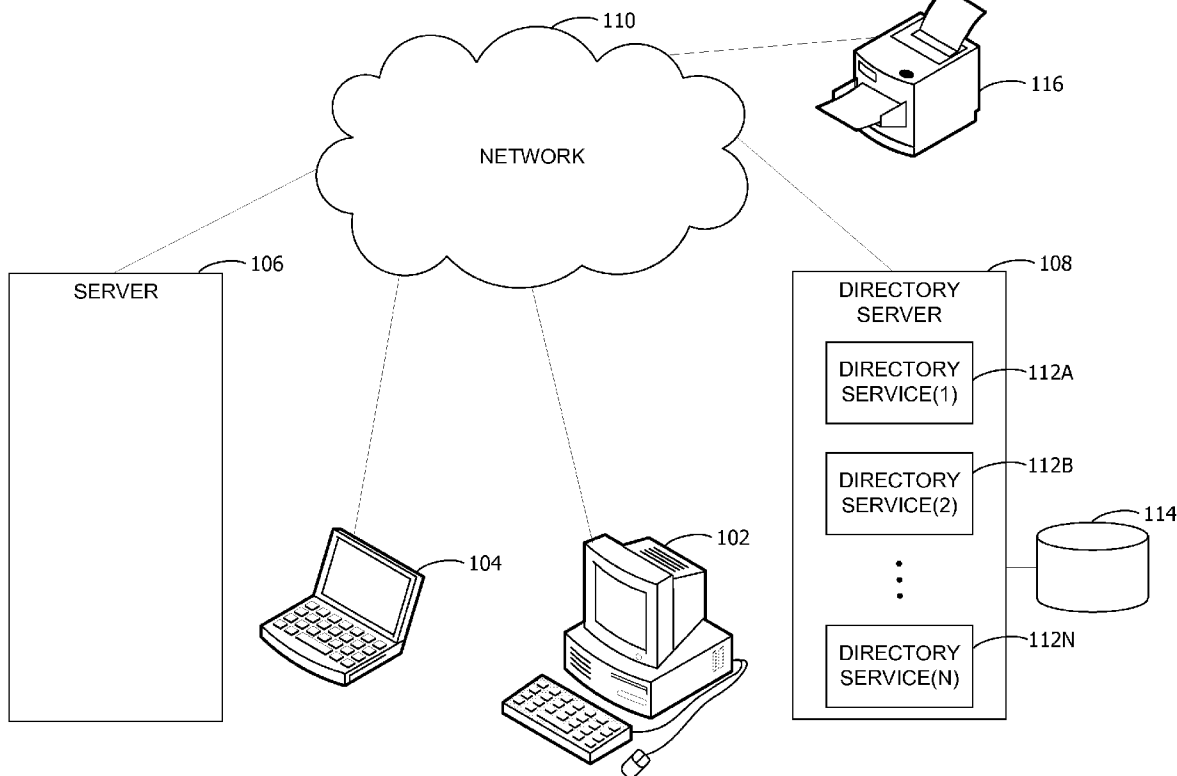 110
116
NETWORK
106
SERVER
108
DIRECTORY
SERVER
DIRECTORY
SERVICE(1)
112A
DIRECTORY
SERVICE(2)
112B
114
104
102
DIRECTORY
SERVICE(N)
112N